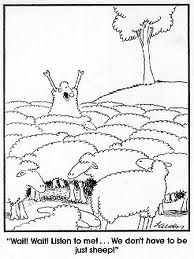 "Wait! Wait! Listen to me! . . . We don't have to be
just sheep!"